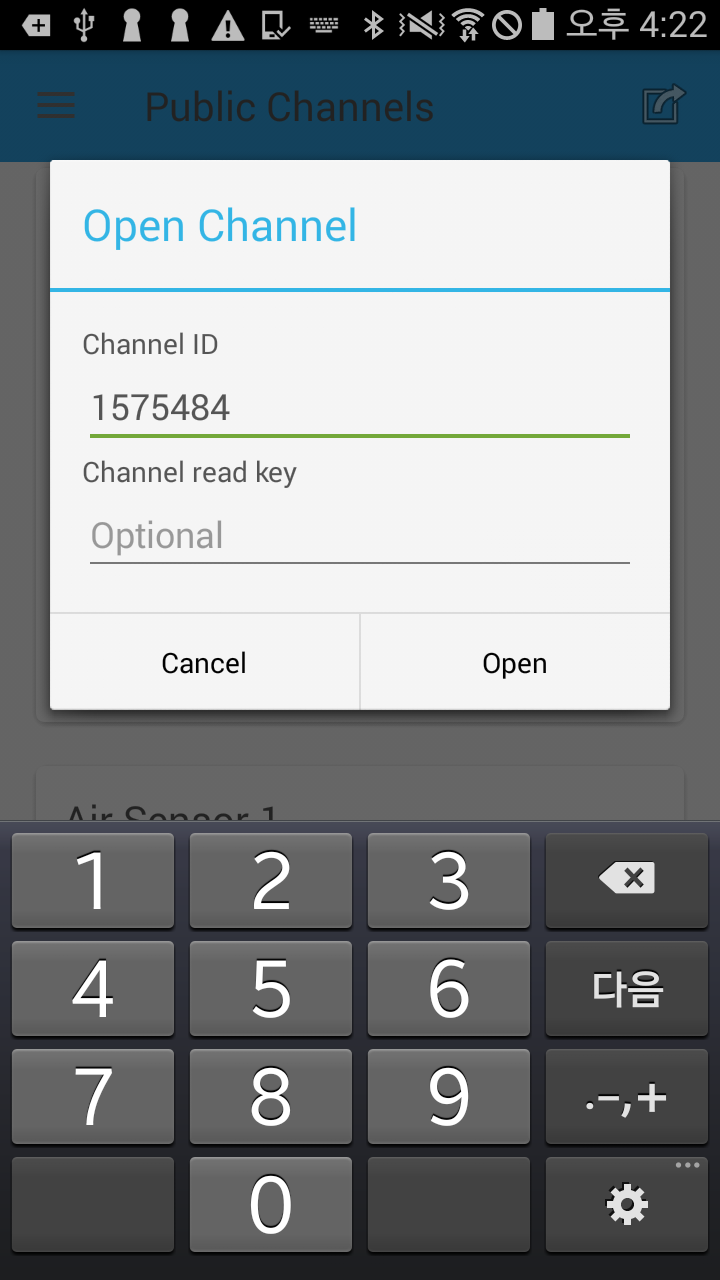 오후 4:22
Public Channels
Open Channel
Channel ID
1575484
Channel read key
Optional
Cancel Open
Air Sensor 1
1 2 3
4 5 6 다음
7 8 9 .-,+
0